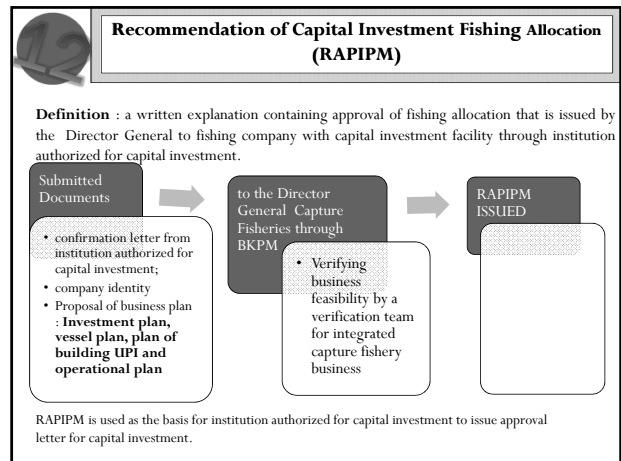 12
Recommendation of Capital Investment Fishing Allocation
(RAPIPM)
Definition : a written explanation containing approval of fishing allocation that is issued by
the Director General to fishing company with capital investment facility through institution
authorized for capital investment.
Submitted
Documents
• confirmation letter from
institution authorized for
capital investment;
• company identity
• Proposal of business plan
: Investment plan,
vessel plan, plan of
building UPI and
operational plan
to the Director
General Capture
Fisheries through
BKPM
• Verifying
business
feasibility by a
verification team
for integrated
capture fishery
business
RAPIPM
ISSUED
RAPIPM is used as the basis for institution authorized for capital investment to issue approval
letter for capital investment.